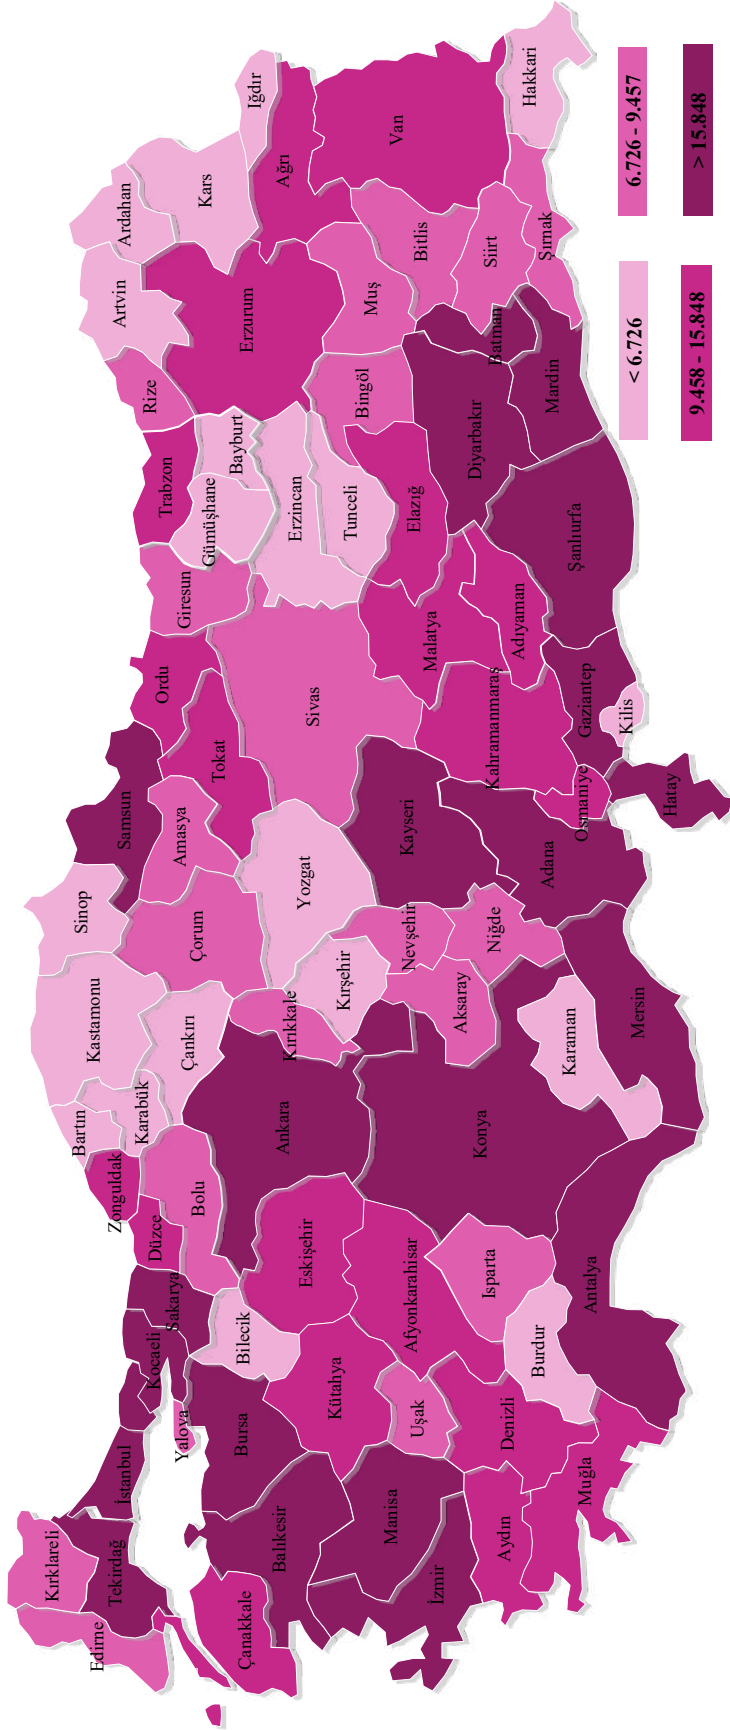 Kırklareli
Edirne
Tekirdağ
İstanbul
Kocaeli
Yalova
Sakarya
Düzce
Zonguldak
Bartın
Karabük
Kastamonu
Sinop
Çankırı
Bolu
Çorum
Samsun
Amasya
Tokat
Ordu
Giresun
Trabzon
Gümüşhane
Bayburt
Rize
Artvin
Ardahan
Kars
Iğdır
Ağrı
Erzurum
Erzincan
Tunceli
Sivas
Yozgat
Kırıkkale
Kırşehir
Ankara
Eskişehir
Bilecik
Bursa
Balıkesir
Çanakkale
Kütahya
Manisa
İzmir
Uşak
Afyonkarahisar
Aydın
Denizli
Muğla
Burdur
Isparta
Antalya
Konya
Karaman
Mersin
Aksaray
Nevşehir
Niğde
Kayseri
Adana
Osmaniye
Hatay
Kilis
Gaziantep
Kahramanmaraş
Malatya
Adıyaman
Şanlıurfa
Elazığ
Diyarbakır
Bingöl
Muş
Bitlis
Van
Siirt
Batman
Mardin
Şırnak
Hakkari
< 6.726
6.726 - 9.457
9.458 - 15.848
> 15.848